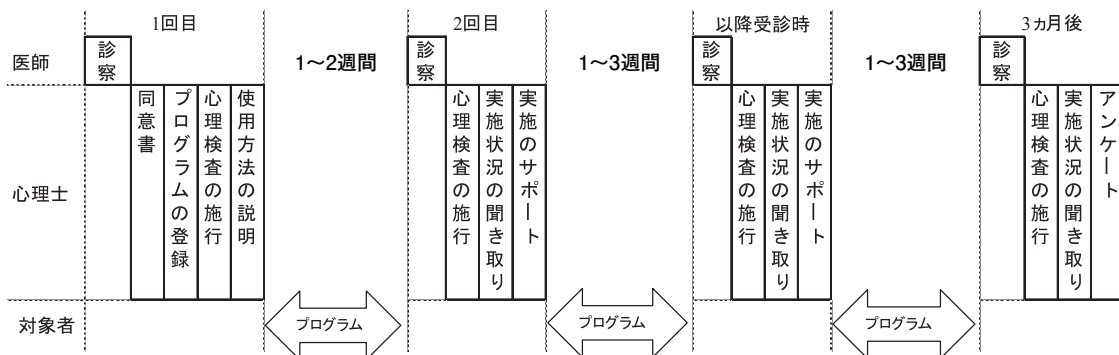 1回目
2回目
以降受診時
3ヵ月後
医師
診察
1～2週間
診察
1～3週間
診察
1～3週間
診察
心理士
同意書
プログラムの登録
心理検査の施行
使用方法の説明
心理検査の施行
実施状況の聞き取り
実施のサポート
心理検査の施行
実施状況の聞き取り
実施のサポート
心理検査の施行
実施状況の聞き取り
アンケート
対象者
プログラム
プログラム
プログラム